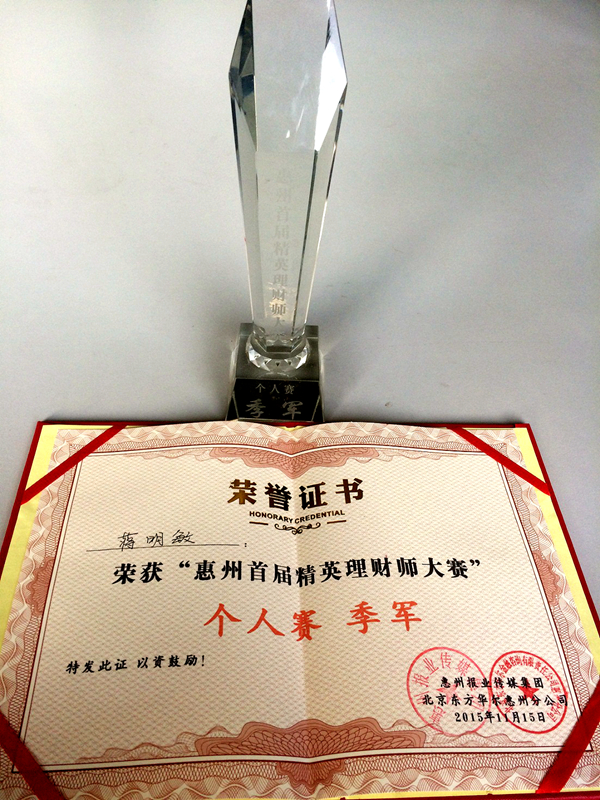 惠州首届精英理财师大
个人赛
季军
荣誉证书
HONORARY CREDENTIAL
蒋明敏：
荣获“惠州首届精英理财师大赛”
个人赛 季军
特发此证 以资鼓励！
惠州报业传媒集团
北京东方华尔惠州分公司
2015年11月15日